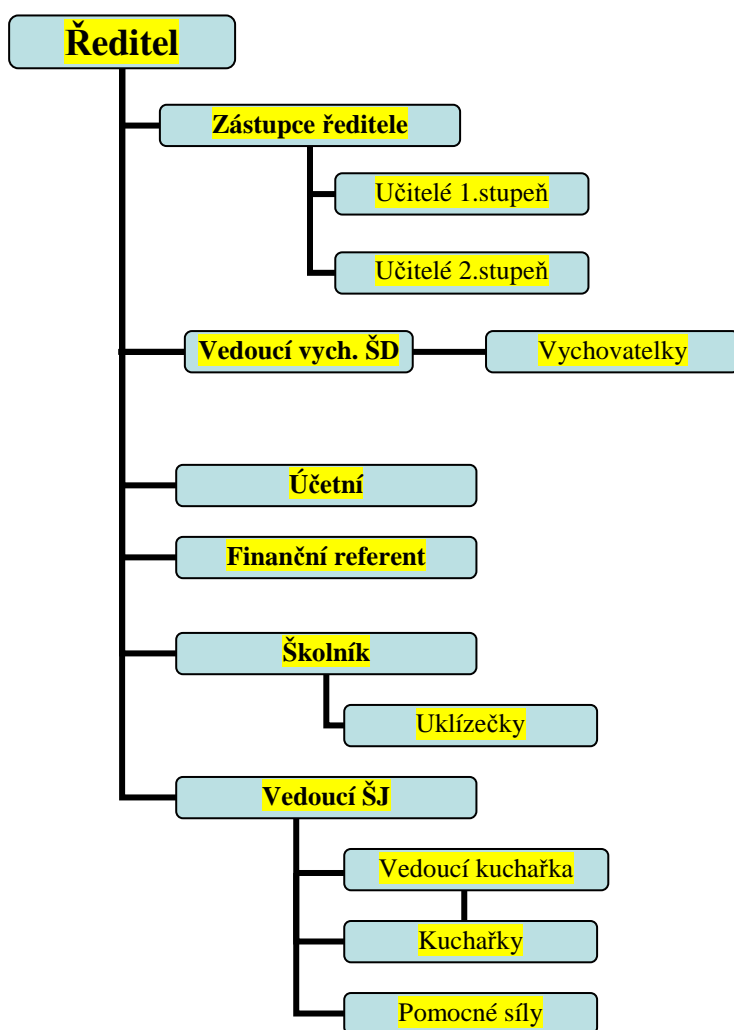 Ředitel
Zástupce ředitele
Učitelé 1.stupeň
Učitelé 2.stupeň
Vedoucí vych. ŠD
Vychovatelky
Účetní
Finanční referent
Školník
Uklízečky
Vedoucí ŠJ
Vedoucí kuchařka
Kuchařky
Pomocné síly